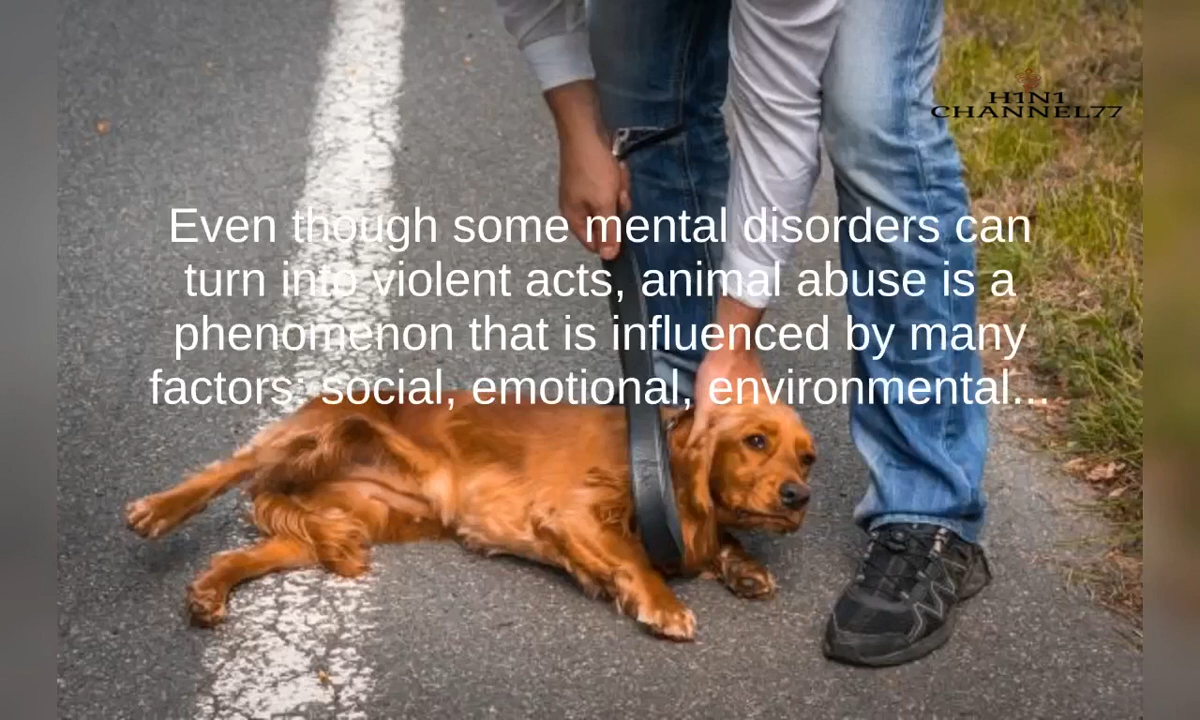 H1N1
CHANNEL77
Even though some mental disorders can
turn into violent acts, animal abuse is a
phenomenon that is influenced by many
factors: social, emotional, environmental...